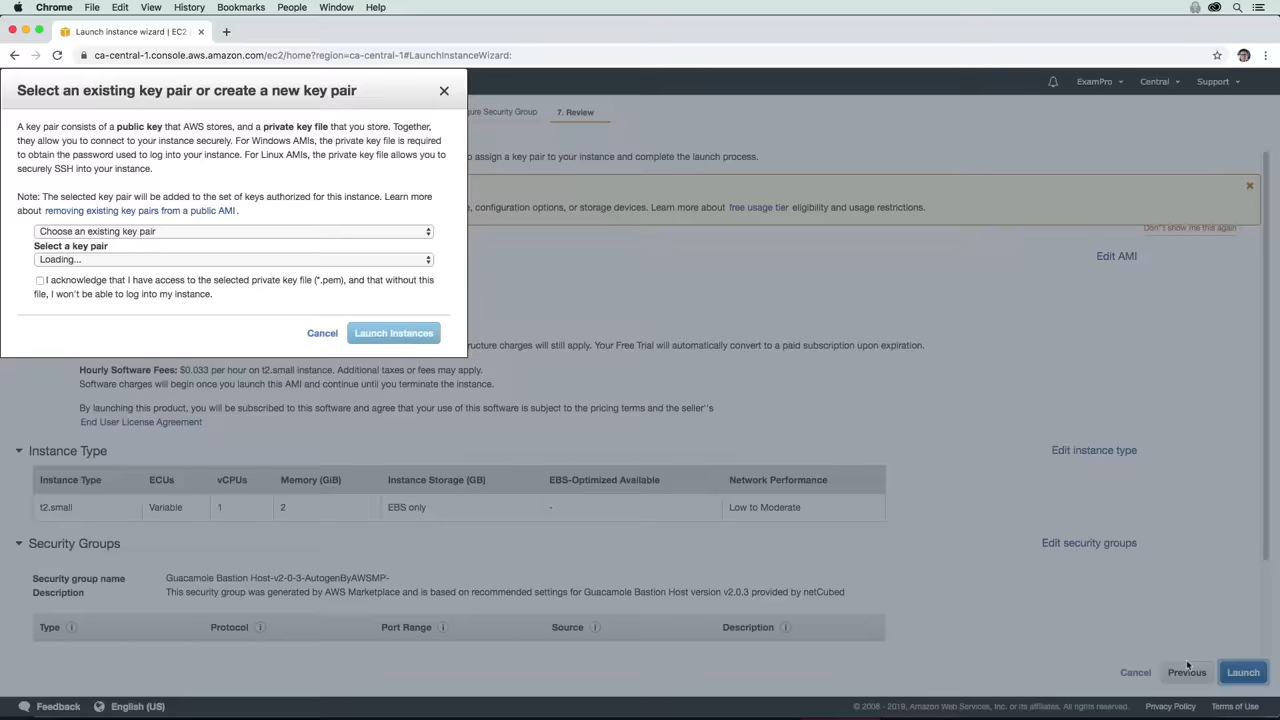 Chrome File Edit View History Bookmarks People Window Help
Launch instance wizard | EC2
ca-central-1.console.aws.amazon.com/ec2/home?region=ca-central-1#LaunchInstanceWizard:
ExamPro Central Support
Select an existing key pair or create a new key pair
gure Security Group 7. Review
A key pair consists of a public key that AWS stores, and a private key file that you store. Together,
they allow you to connect to your instance securely. For Windows AMIs, the private key file is required
to obtain the password used to log into your instance. For Linux AMIs, the private key file allows you to
securely SSH into your instance.
to assign a key pair to your instance and complete the launch process.
Note: The selected key pair will be added to the set of keys authorized for this instance. Learn more
about removing existing key pairs from a public AMI.
, configuration options, or storage devices. Learn more about free usage tier eligibility and usage restrictions.
Don''t show me this again
Choose an existing key pair
Select a key pair
Loading...
I acknowledge that I have access to the selected private key file (*.pem), and that without this
file, I won't be able to log into my instance.
Cancel Launch Instances
Edit AMI
ructure charges will still apply. Your Free Trial will automatically convert to a paid subscription upon expiration.
Hourly Software Fees: $0.033 per hour on t2.small instance. Additional taxes or fees may apply.
Software charges will begin once you launch this AMI and continue until you terminate the instance.
By launching this product, you will be subscribed to this software and agree that your use of this software is subject to the pricing terms and the seller''s
End User License Agreement
Instance Type Edit instance type
Instance Type ECUs vCPUs Memory (GiB) Instance Storage (GB) EBS-Optimized Available Network Performance
t2.small Variable 1 2 EBS only - Low to Moderate
Security Groups Edit security groups
Security group name Guacamole Bastion Host-v2-0-3-AutogenByAWSMP-
Description This security group was generated by AWS Marketplace and is based on recommended settings for Guacamole Bastion Host version v2.0.3 provided by netCubed
Type Protocol Port Range Source Description
Cancel Previous Launch
Feedback English (US) © 2008 - 2019, Amazon Web Services, Inc. or its affiliates. All rights reserved. Privacy Policy Terms of Use